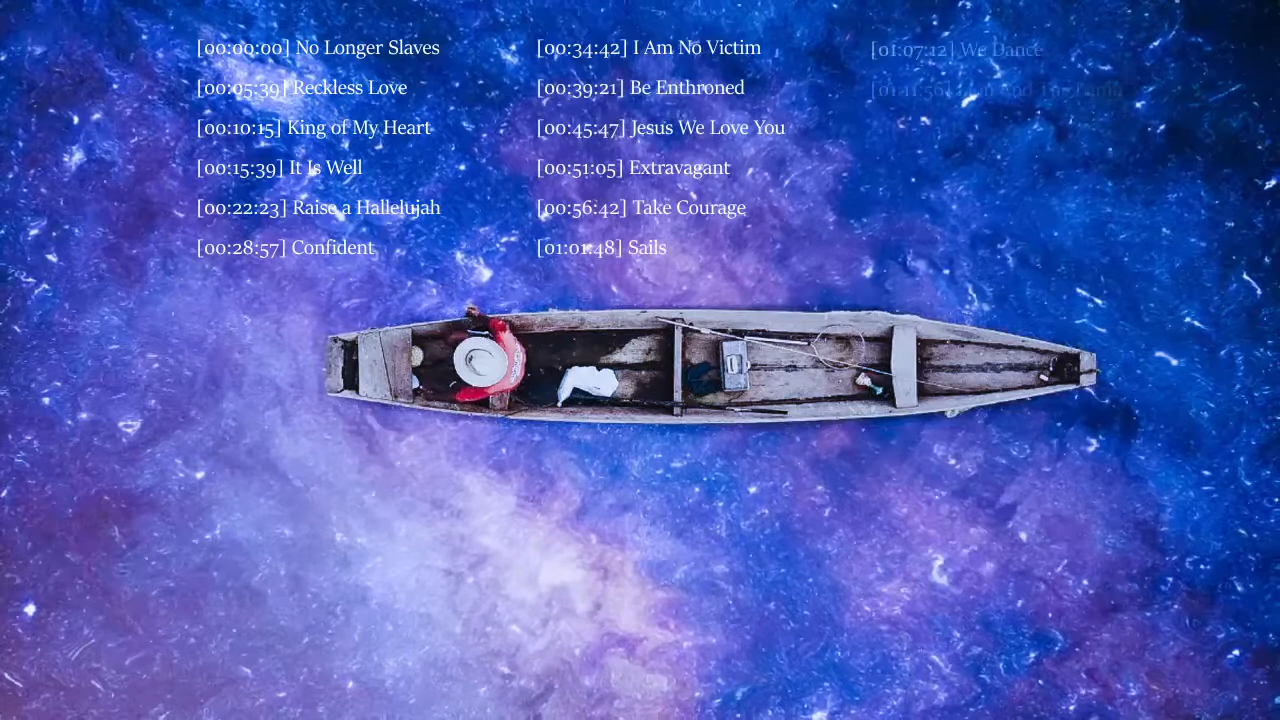 [00:00:00] No Longer Slaves
[00:05:39] Reckless Love
[00:10:15] King of My Heart
[00:15:39] It Is Well
[00:22:23] Raise a Hallelujah
[00:28:57] Confident
[00:34:42] I Am No Victim
[00:39:21] Be Enthroned
[00:45:47] Jesus We Love You
[00:51:05] Extravagant
[00:56:42] Take Courage
[01:01:48] Sails
[01:07:12] We Dance
[01:11:56]